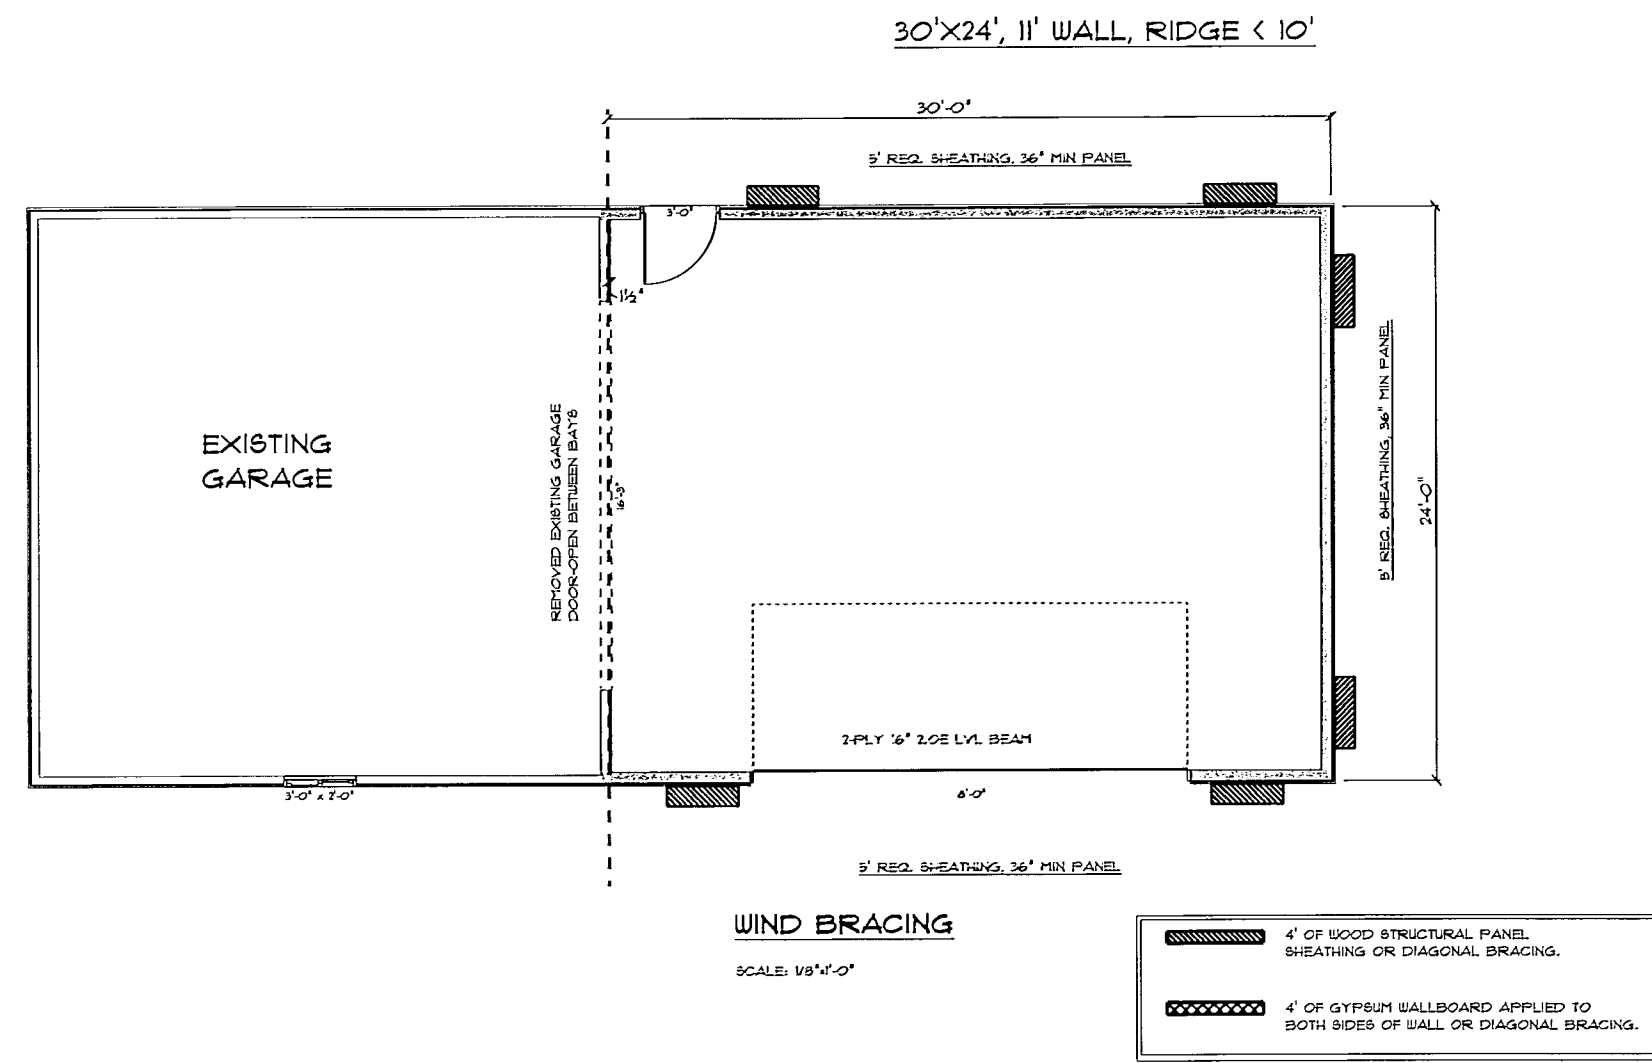 30'X24', 11' WALL, RIDGE < 10'
30'-0"
5' REQ. SHEATHING, 36" MIN PANEL
3'-0"
1½"
EXISTING
GARAGE
REMOVED EXISTING GARAGE
DOOR-OPEN BETWEEN BAYS
16'-3"
5' REQ. SHEATHING, 36" MIN PANEL
24'-0"
2-PLY 16" 2.0E LVL BEAM
3'-0" x 2'-0"
5' REQ. SHEATHING, 36" MIN PANEL
WIND BRACING
SCALE: 1/8"=1'-0"
4' OF WOOD STRUCTURAL PANEL
SHEATHING OR DIAGONAL BRACING.
4' OF GYPSUM WALLBOARD APPLIED TO
BOTH SIDES OF WALL OR DIAGONAL BRACING.